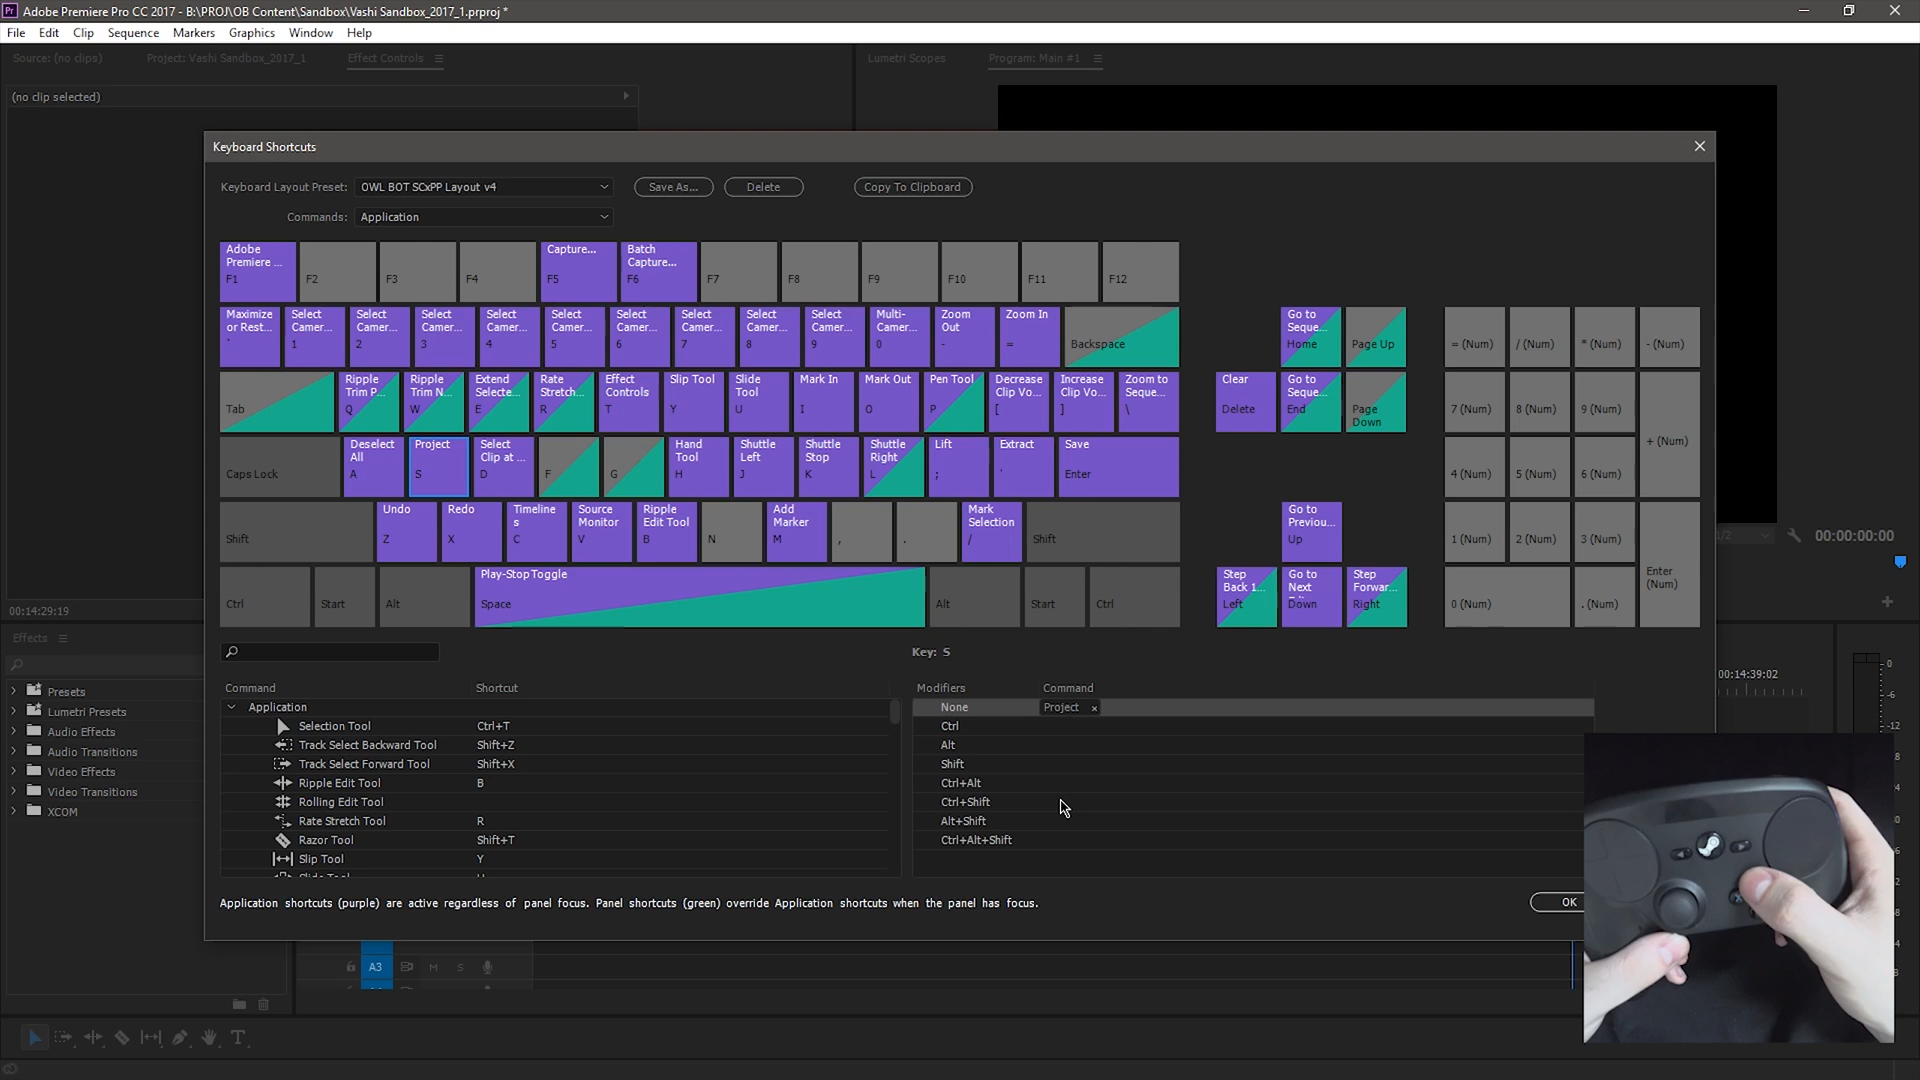 Pr Adobe Premiere Pro CC 2017 - B:\PROJ\OB Content\Sandbox\Vashi Sandbox_2017_1.prproj *
File Edit Clip Sequence Markers Graphics Window Help
Source: (no clips) Project: Vashi Sandbox_2017_1 Effect Controls Lumetri Scopes Program: Main #1
(no clip selected)
Keyboard Shortcuts
Keyboard Layout Preset: OWL BOT SCxPP Layout v4 Save As... Delete Copy To Clipboard
Commands: Application
Adobe Premiere ... F1
F2
F3
F4
Capture... F5
Batch Capture... F6
F7
F8
F9
F10
F11
F12
Maximize or Rest... `
Select Camer... 1
Select Camer... 2
Select Camer... 3
Select Camer... 4
Select Camer... 5
Select Camer... 6
Select Camer... 7
Select Camer... 8
Select Camer... 9
Multi-Camer... 0
Zoom Out -
Zoom In =
Backspace
Go to Seque... Home
Page Up
= (Num)
/ (Num)
* (Num)
- (Num)
Tab
Ripple Trim P... Q
Ripple Trim N... W
Extend Selecte... E
Rate Stretch... R
Effect Controls T
Slip Tool Y
Slide Tool U
Mark In I
Mark Out O
Pen Tool P
Decrease Clip Vo... [
Increase Clip Vo... ]
Zoom to Seque... \
Clear Delete
Go to Seque... End
Page Down
7 (Num)
8 (Num)
9 (Num)
+ (Num)
Caps Lock
Deselect All A
Project S
Select Clip at ... D
F
G
Hand Tool H
Shuttle Left J
Shuttle Stop K
Shuttle Right L
Lift ;
Extract '
Save Enter
4 (Num)
5 (Num)
6 (Num)
Shift
Undo Z
Redo X
Timelines C
Source Monitor V
Ripple Edit Tool B
N
Add Marker M
,
.
Mark Selection /
Shift
Go to Previou... Up
1 (Num)
2 (Num)
3 (Num)
Enter (Num)
1/2 00:00:00:00
Ctrl
Start
Alt
Play-Stop Toggle Space
Alt
Start
Ctrl
Step Back 1... Left
Go to Next Down
Step Forwar... Right
0 (Num)
. (Num)
00:14:29:19
Effects
Presets
Lumetri Presets
Audio Effects
Audio Transitions
Video Effects
Video Transitions
XCOM
Key: S
Command Shortcut
Application
Selection Tool Ctrl+T
Track Select Backward Tool Shift+Z
Track Select Forward Tool Shift+X
Ripple Edit Tool B
Rolling Edit Tool
Rate Stretch Tool R
Razor Tool Shift+T
Slip Tool Y
Slide Tool U
Modifiers Command
None Project x
Ctrl
Alt
Shift
Ctrl+Alt
Ctrl+Shift
Alt+Shift
Ctrl+Alt+Shift
00:14:39:02
0
-6
-12
Application shortcuts (purple) are active regardless of panel focus. Panel shortcuts (green) override Application shortcuts when the panel has focus.
OK
A3 M S
T